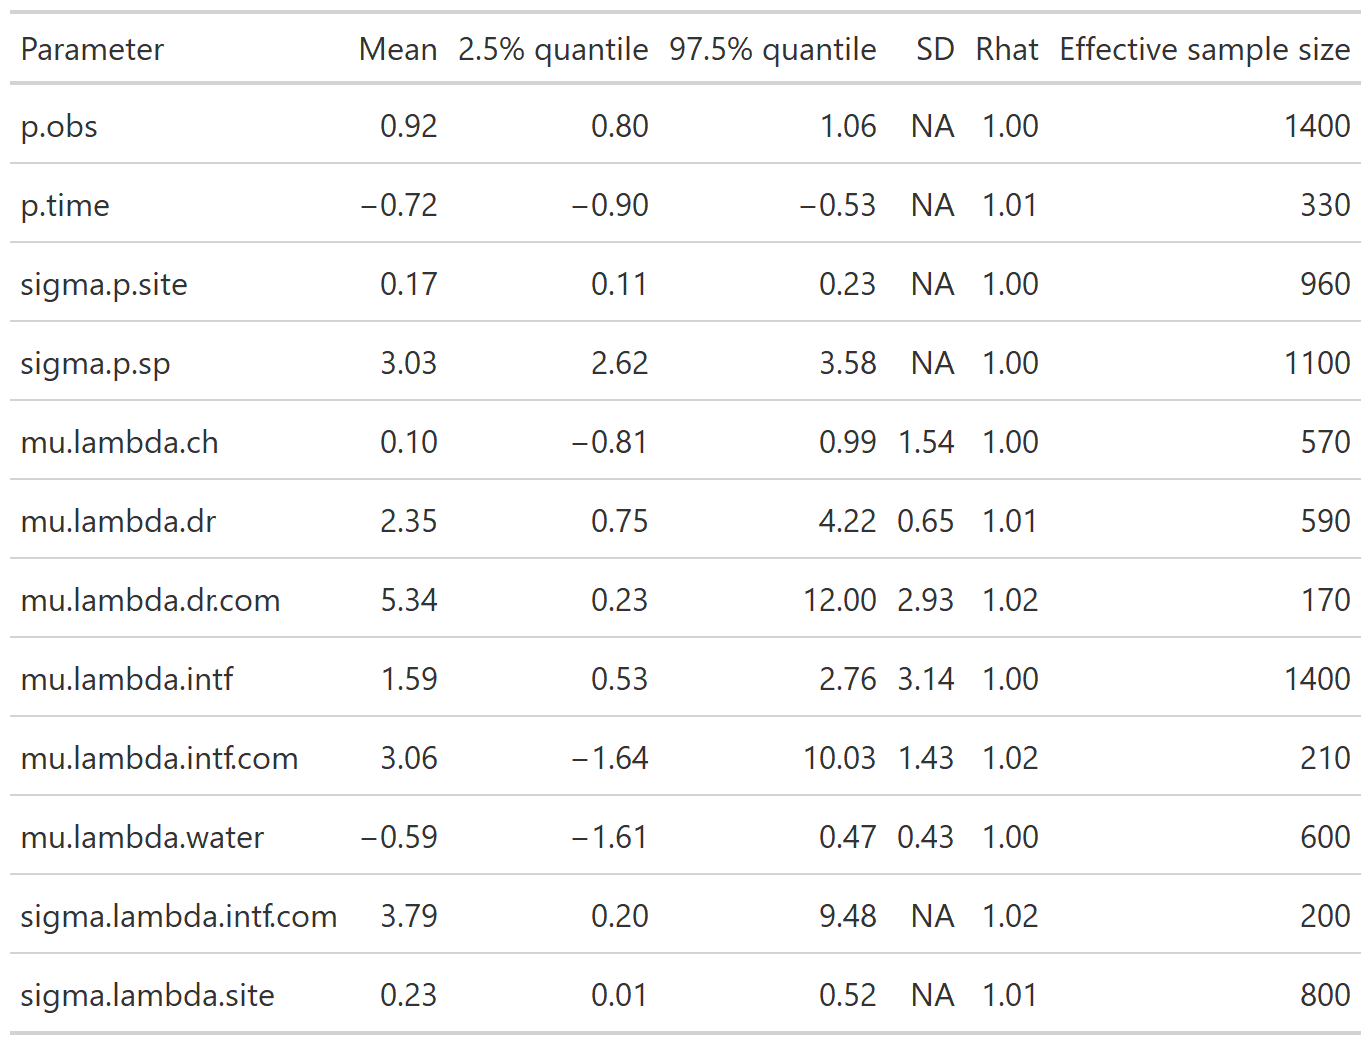 Parameter Mean 2.5% quantile 97.5% quantile SD Rhat Effective sample size
p.obs 0.92 0.80 1.06 NA 1.00 1400
p.time −0.72 −0.90 −0.53 NA 1.01 330
sigma.p.site 0.17 0.11 0.23 NA 1.00 960
sigma.p.sp 3.03 2.62 3.58 NA 1.00 1100
mu.lambda.ch 0.10 −0.81 0.99 1.54 1.00 570
mu.lambda.dr 2.35 0.75 4.22 0.65 1.01 590
mu.lambda.dr.com 5.34 0.23 12.00 2.93 1.02 170
mu.lambda.intf 1.59 0.53 2.76 3.14 1.00 1400
mu.lambda.intf.com 3.06 −1.64 10.03 1.43 1.02 210
mu.lambda.water −0.59 −1.61 0.47 0.43 1.00 600
sigma.lambda.intf.com 3.79 0.20 9.48 NA 1.02 200
sigma.lambda.site 0.23 0.01 0.52 NA 1.01 800